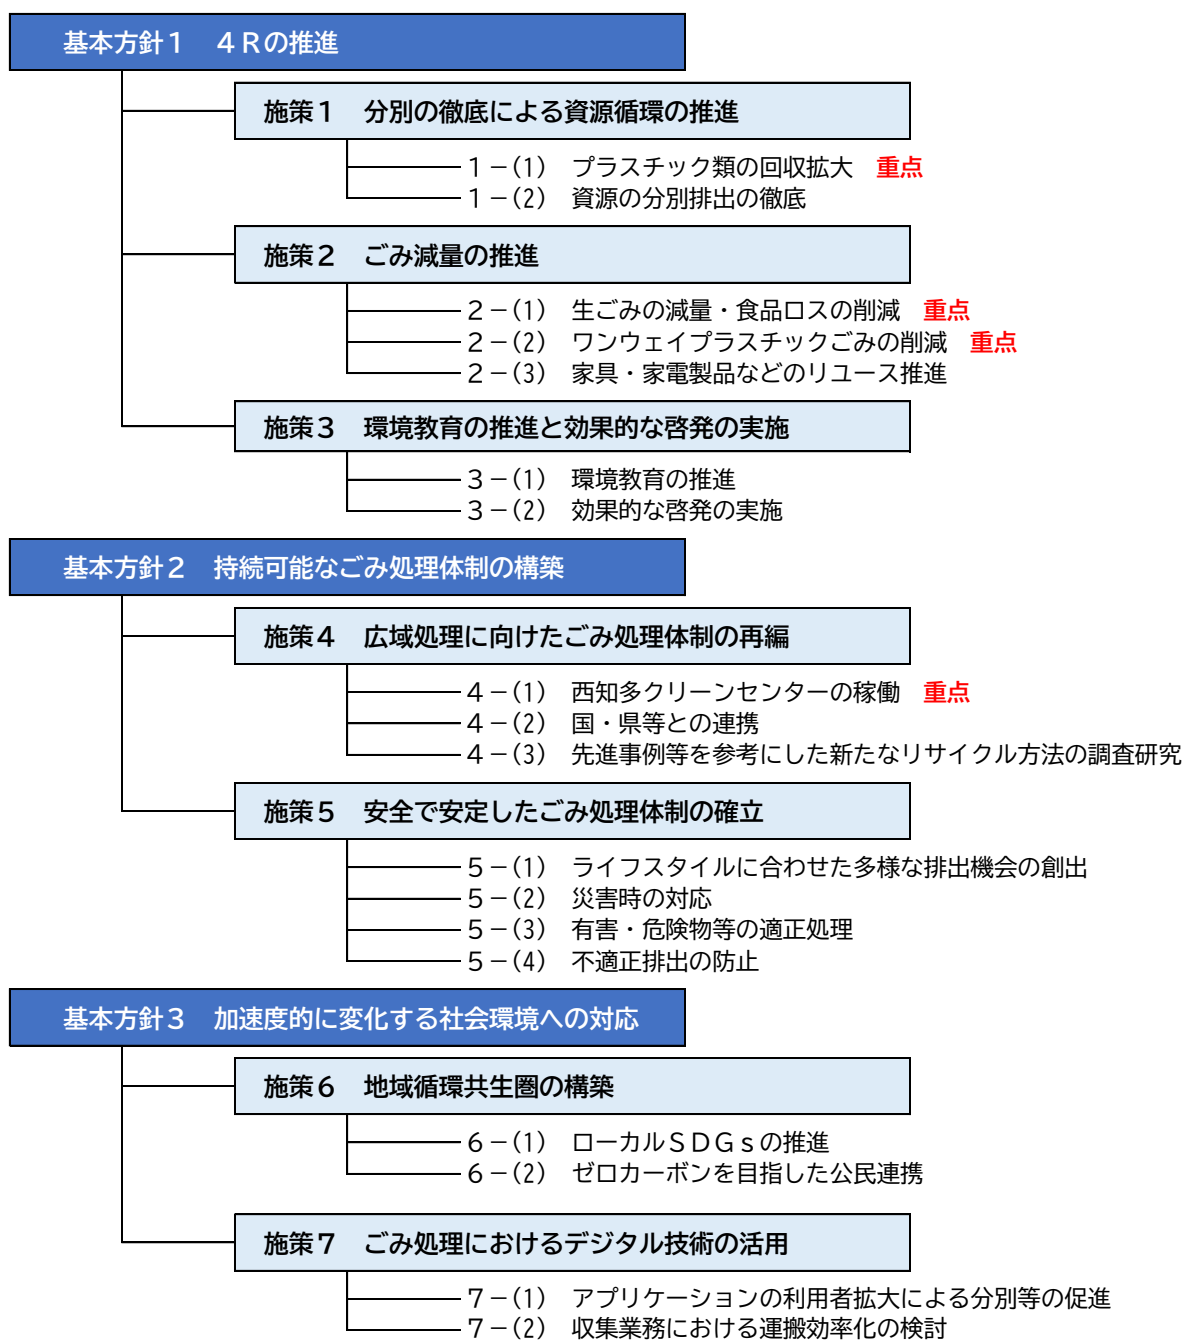 基本方針１　４Ｒの推進
施策１　分別の徹底による資源循環の推進
１－(1)　プラスチック類の回収拡大　重点
１－(2)　資源の分別排出の徹底
施策２　ごみ減量の推進
２－(1)　生ごみの減量・食品ロスの削減　重点
２－(2)　ワンウェイプラスチックごみの削減　重点
２－(3)　家具・家電製品などのリユース推進
施策３　環境教育の推進と効果的な啓発の実施
３－(1)　環境教育の推進
３－(2)　効果的な啓発の実施
基本方針２　持続可能なごみ処理体制の構築
施策４　広域処理に向けたごみ処理体制の再編
４－(1)　西知多クリーンセンターの稼働　重点
４－(2)　国・県等との連携
４－(3)　先進事例等を参考にした新たなリサイクル方法の調査研究
施策５　安全で安定したごみ処理体制の確立
５－(1)　ライフスタイルに合わせた多様な排出機会の創出
５－(2)　災害時の対応
５－(3)　有害・危険物等の適正処理
５－(4)　不適正排出の防止
基本方針３　加速度的に変化する社会環境への対応
施策６　地域循環共生圏の構築
６－(1)　ローカルＳＤＧｓの推進
６－(2)　ゼロカーボンを目指した公民連携
施策７　ごみ処理におけるデジタル技術の活用
７－(1)　アプリケーションの利用者拡大による分別等の促進
７－(2)　収集業務における運搬効率化の検討